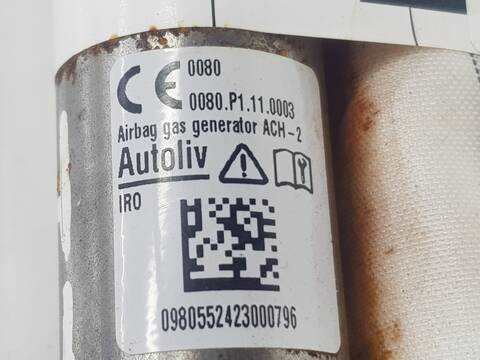 CE 0080
0080.P1.11.0003
Airbag gas generator ACH-2
Autoliv
IRO
0980552423000796